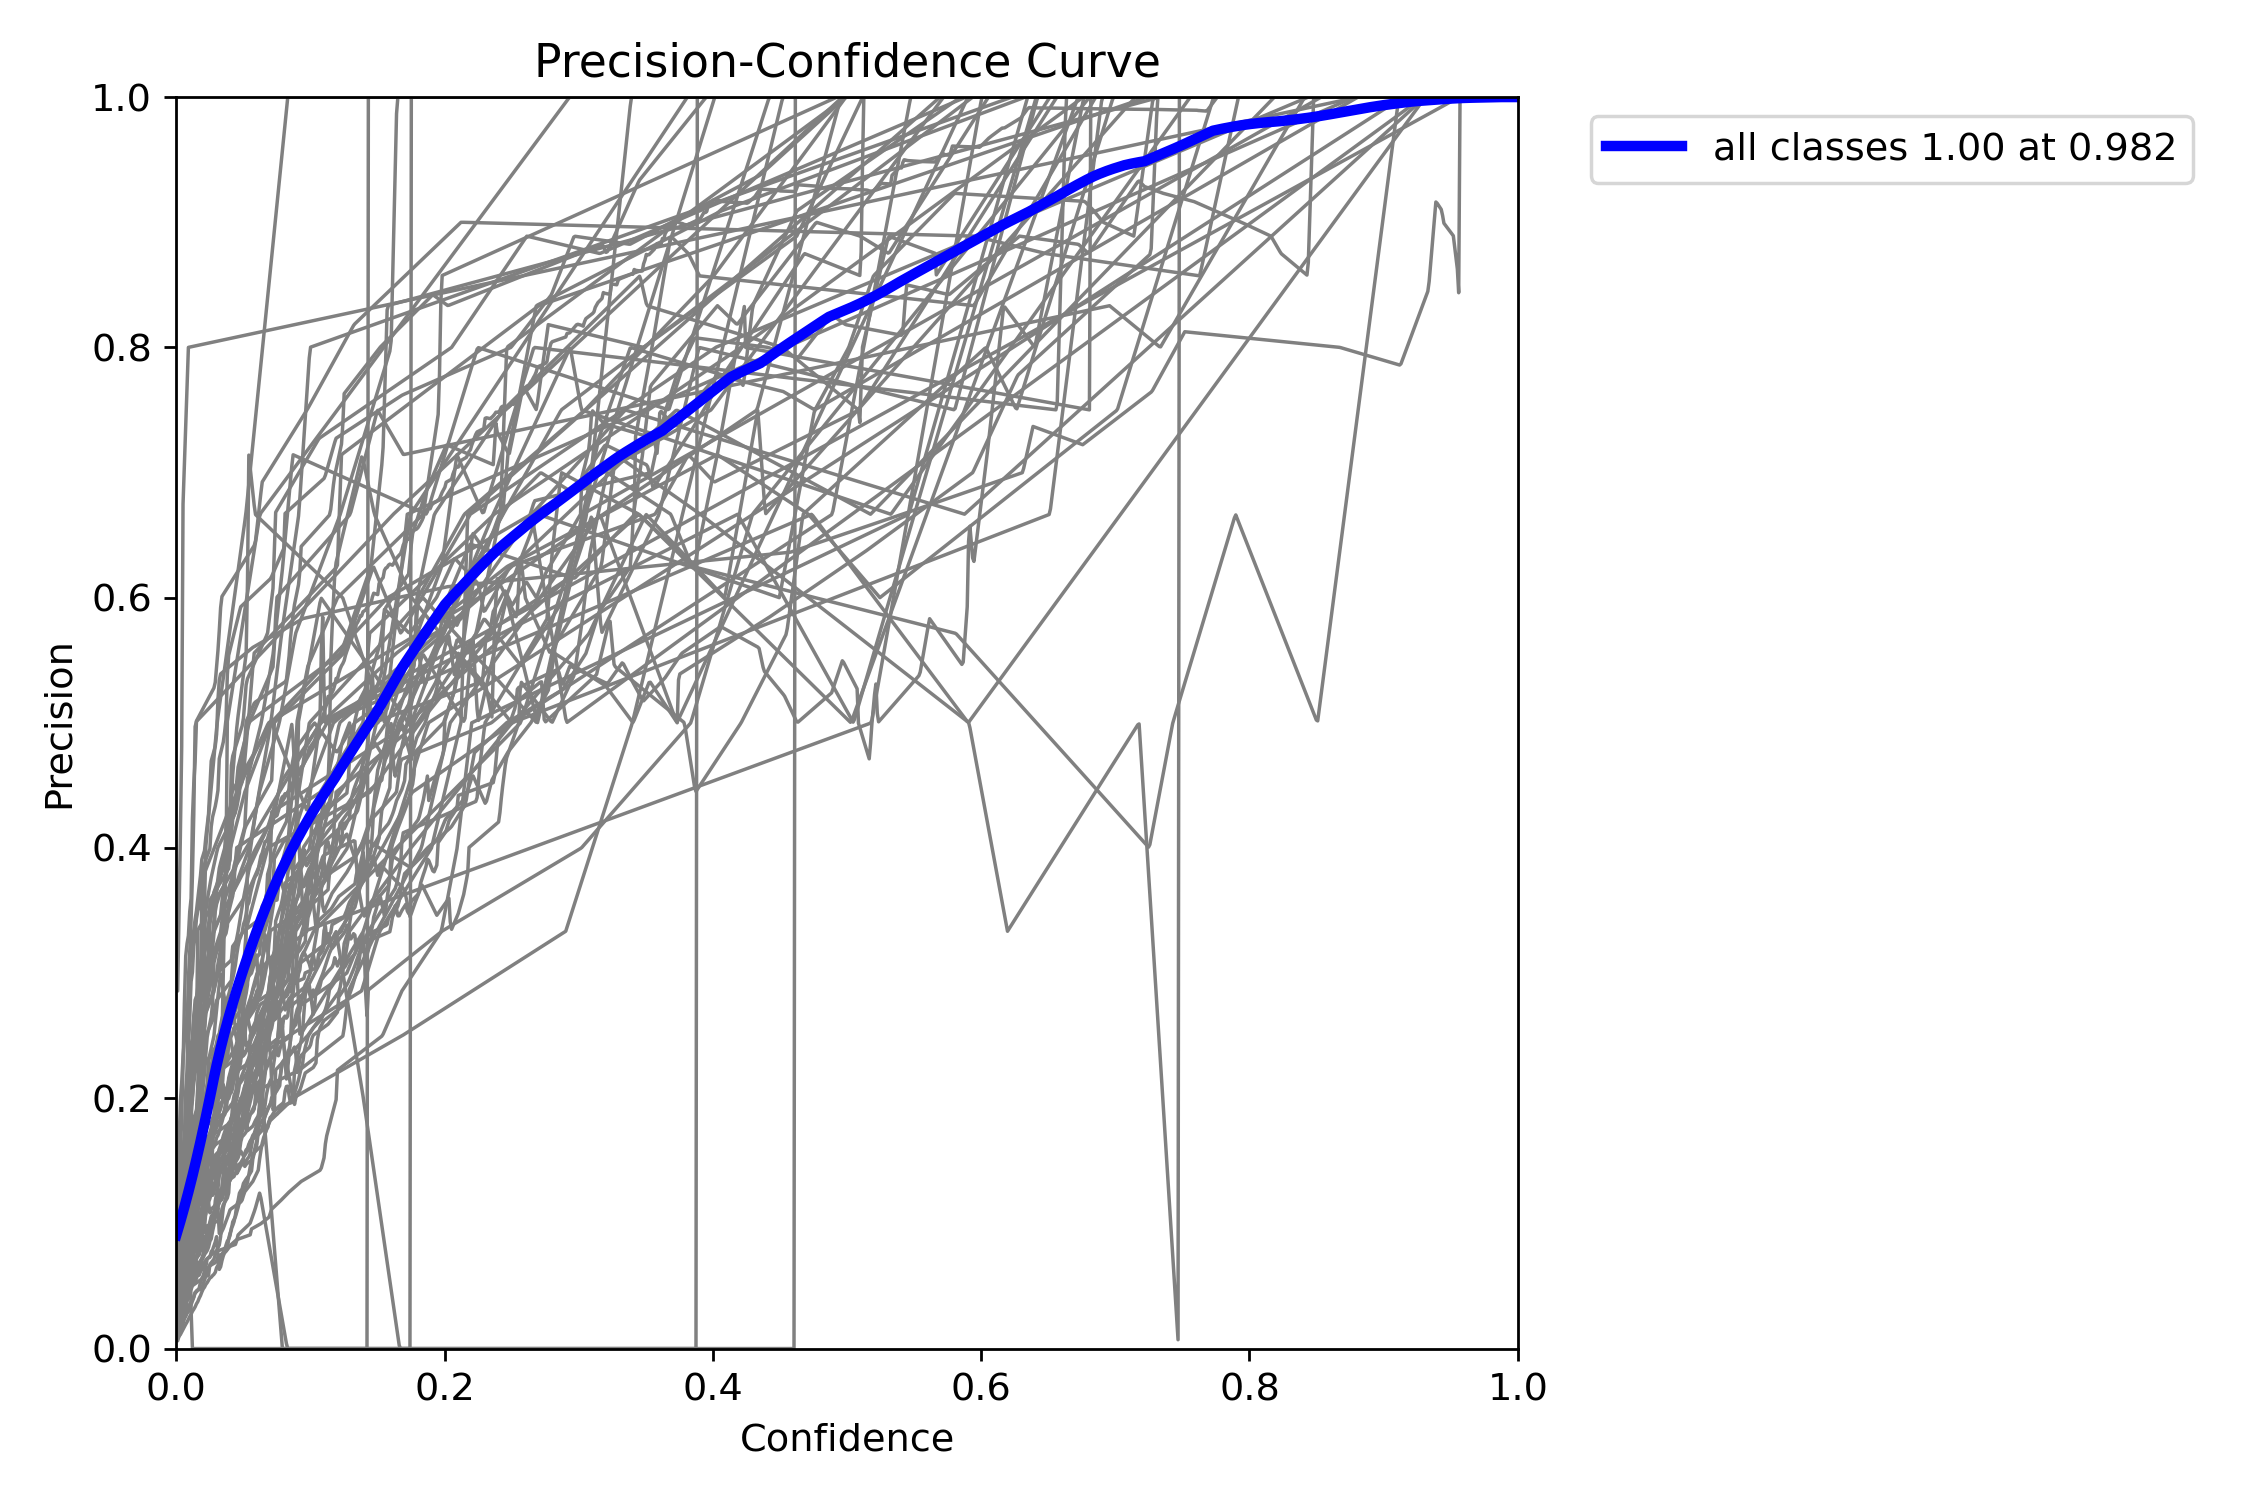 Precision-Confidence Curve
1.0
0.8
0.6
0.4
0.2
0.0
Precision
0.0 0.2 0.4 0.6 0.8 1.0
Confidence
all classes 1.00 at 0.982